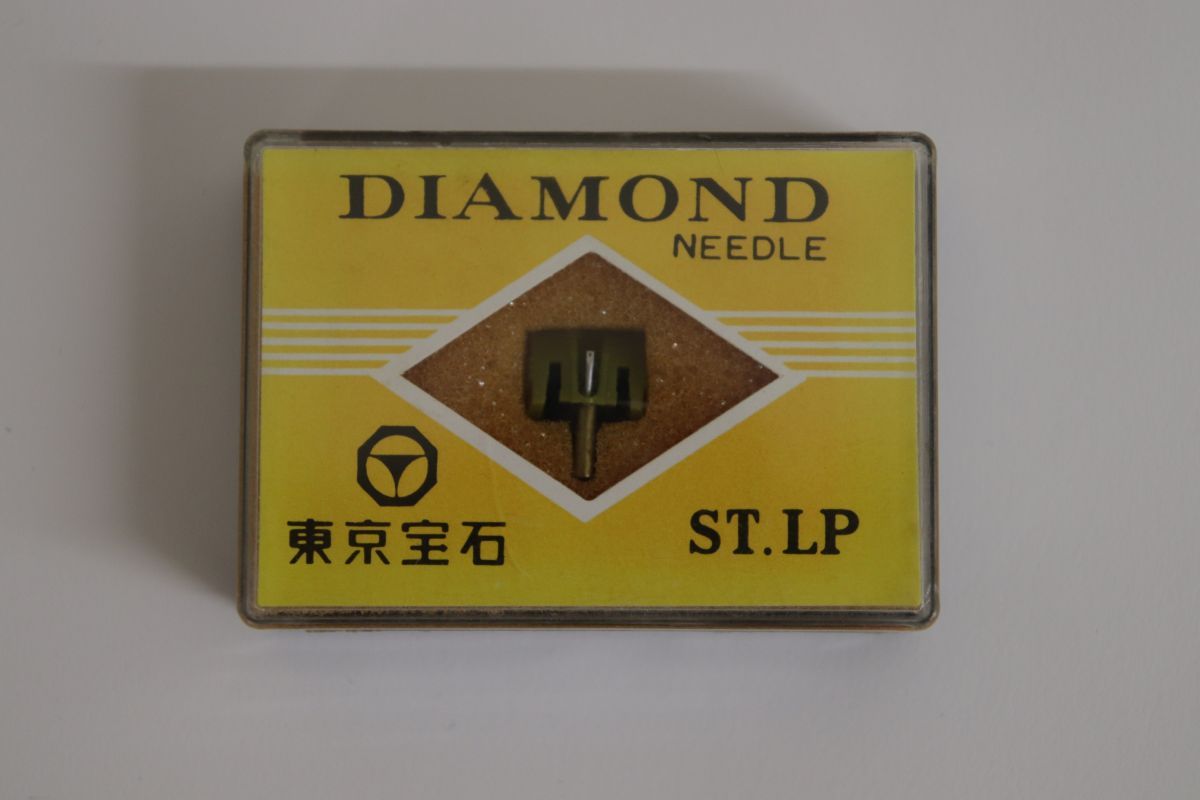 DIAMOND
NEEDLE
東京宝石
ST.LP